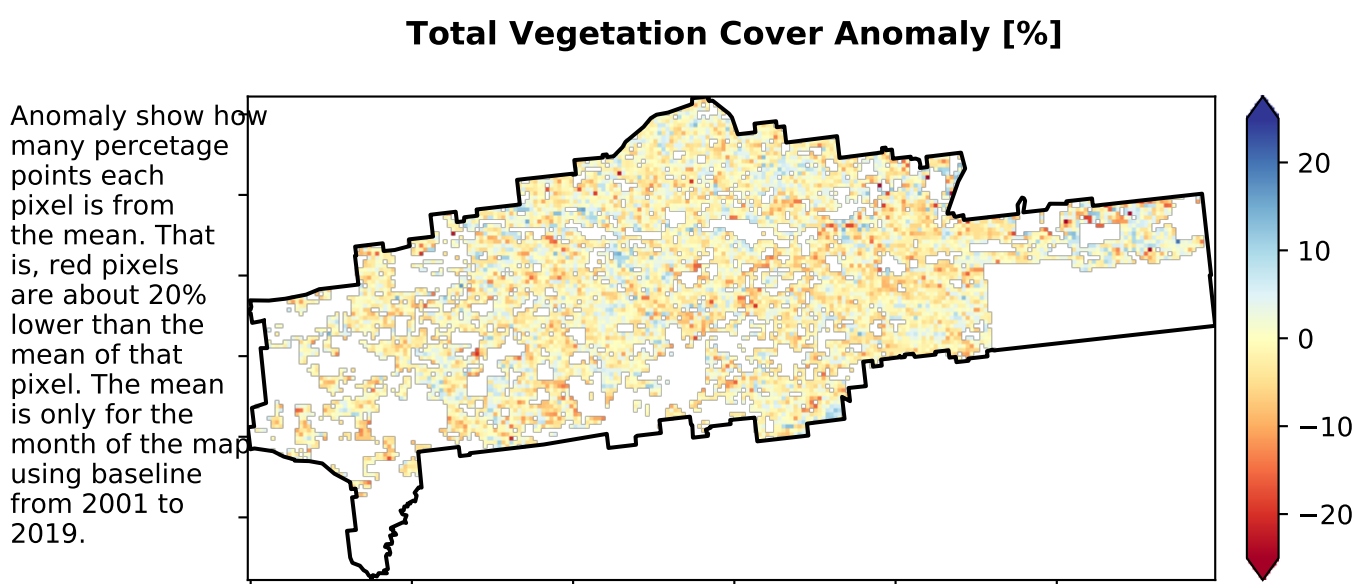 Total Vegetation Cover Anomaly [%]
Anomaly show how
many percetage
points each
pixel is from
the mean. That
is, red pixels
are about 20%
lower than the
mean of that
pixel. The mean
is only for the
month of the map
using baseline
from 2001 to
2019.
20
10
0
−10
−20